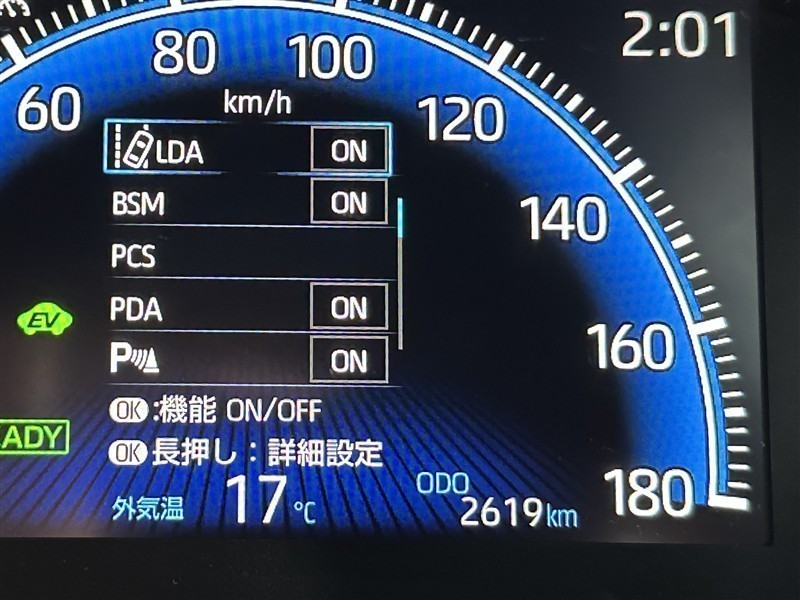 2:01
80 100
60 120
km/h
LDA ON
BSM ON
140
PCS
PDA ON
EV
160
P ON
OK:機能 ON/OFF
ADY
OK長押し:詳細設定
外気温 17℃
ODO
2619km
180